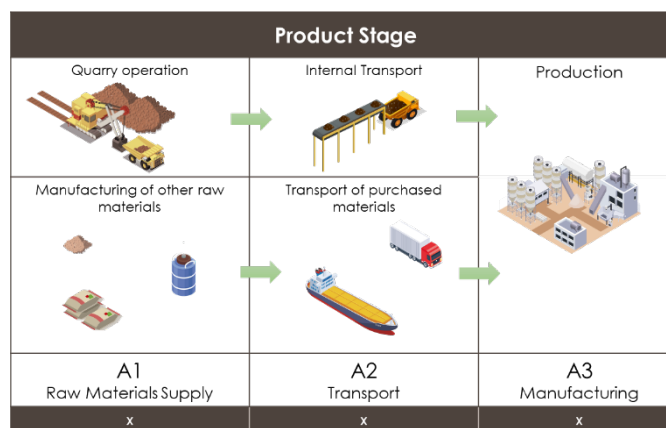 Product Stage
Quarry operation
Internal Transport
Production
Manufacturing of other raw
materials
Transport of purchased
materials
A1
Raw Materials Supply
A2
Transport
A3
Manufacturing
x
x
x